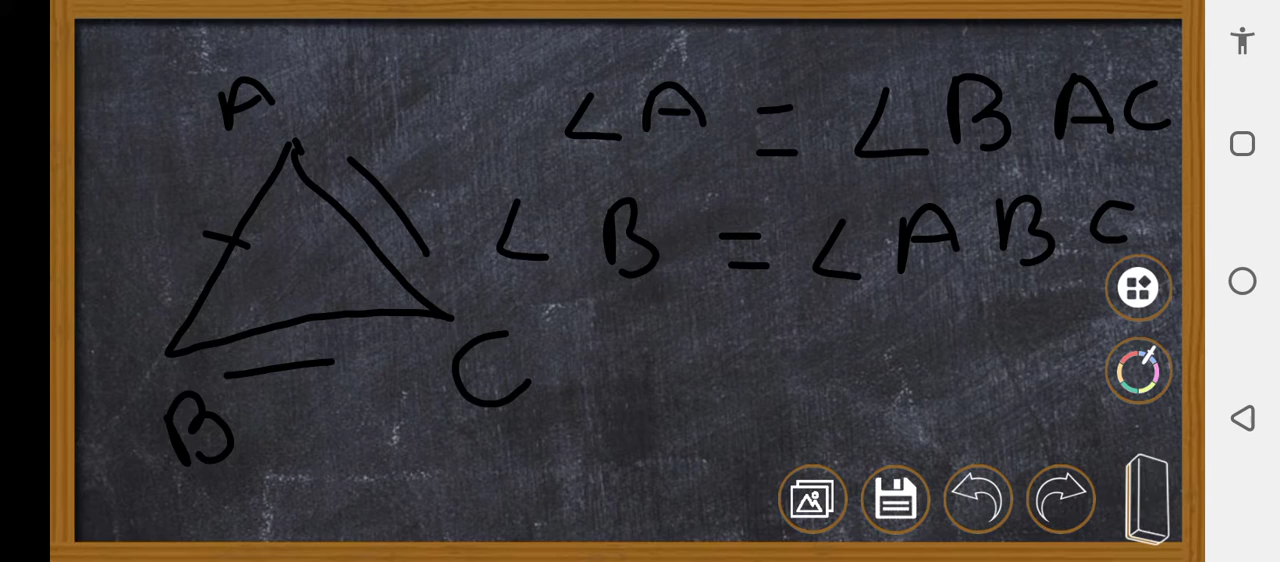 A
∠A = ∠BAC
∠B = ∠ABC
B
C